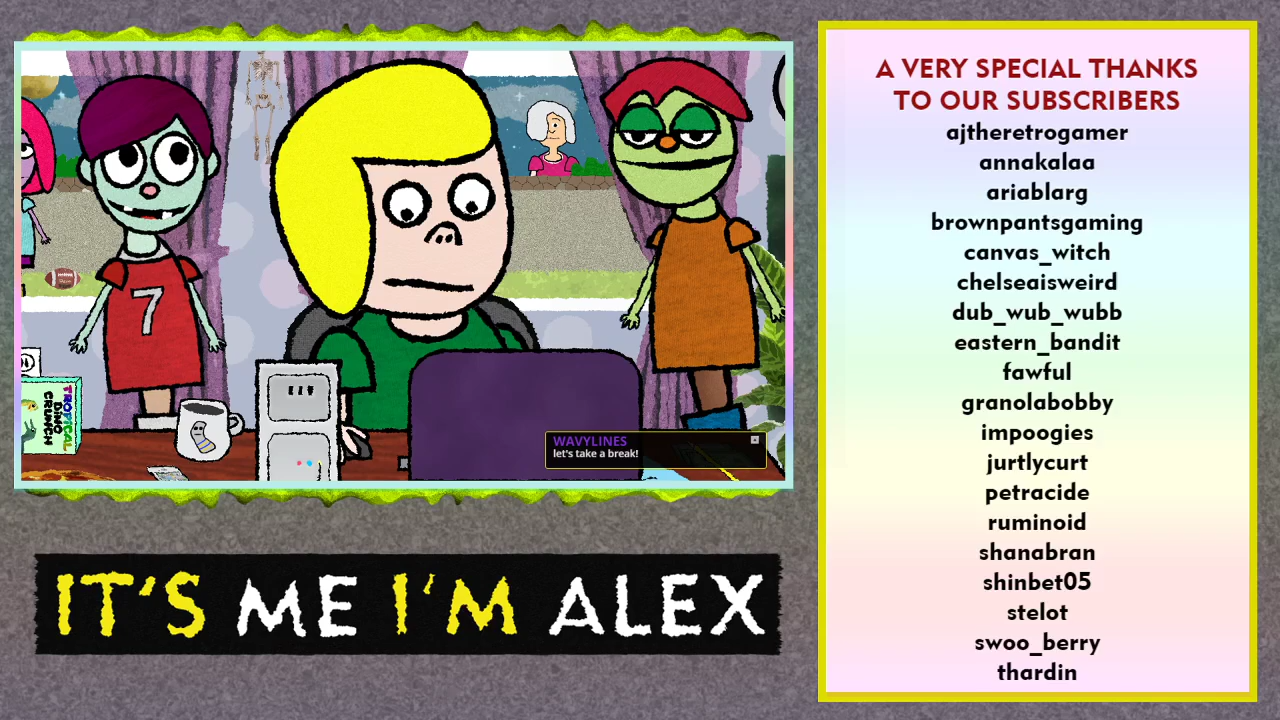 7
TROPICAL
DINO
CRUNCH
WAVYLINES
let's take a break!
IT'S ME I'M ALEX
A VERY SPECIAL THANKS
TO OUR SUBSCRIBERS
ajtheretrogamer
annakalaa
ariablarg
brownpantsgaming
canvas_witch
chelseaisweird
dub_wub_wubb
eastern_bandit
fawful
granolabobby
impoogies
jurtlycurt
petracide
ruminoid
shanabran
shinbet05
stelot
swoo_berry
thardin